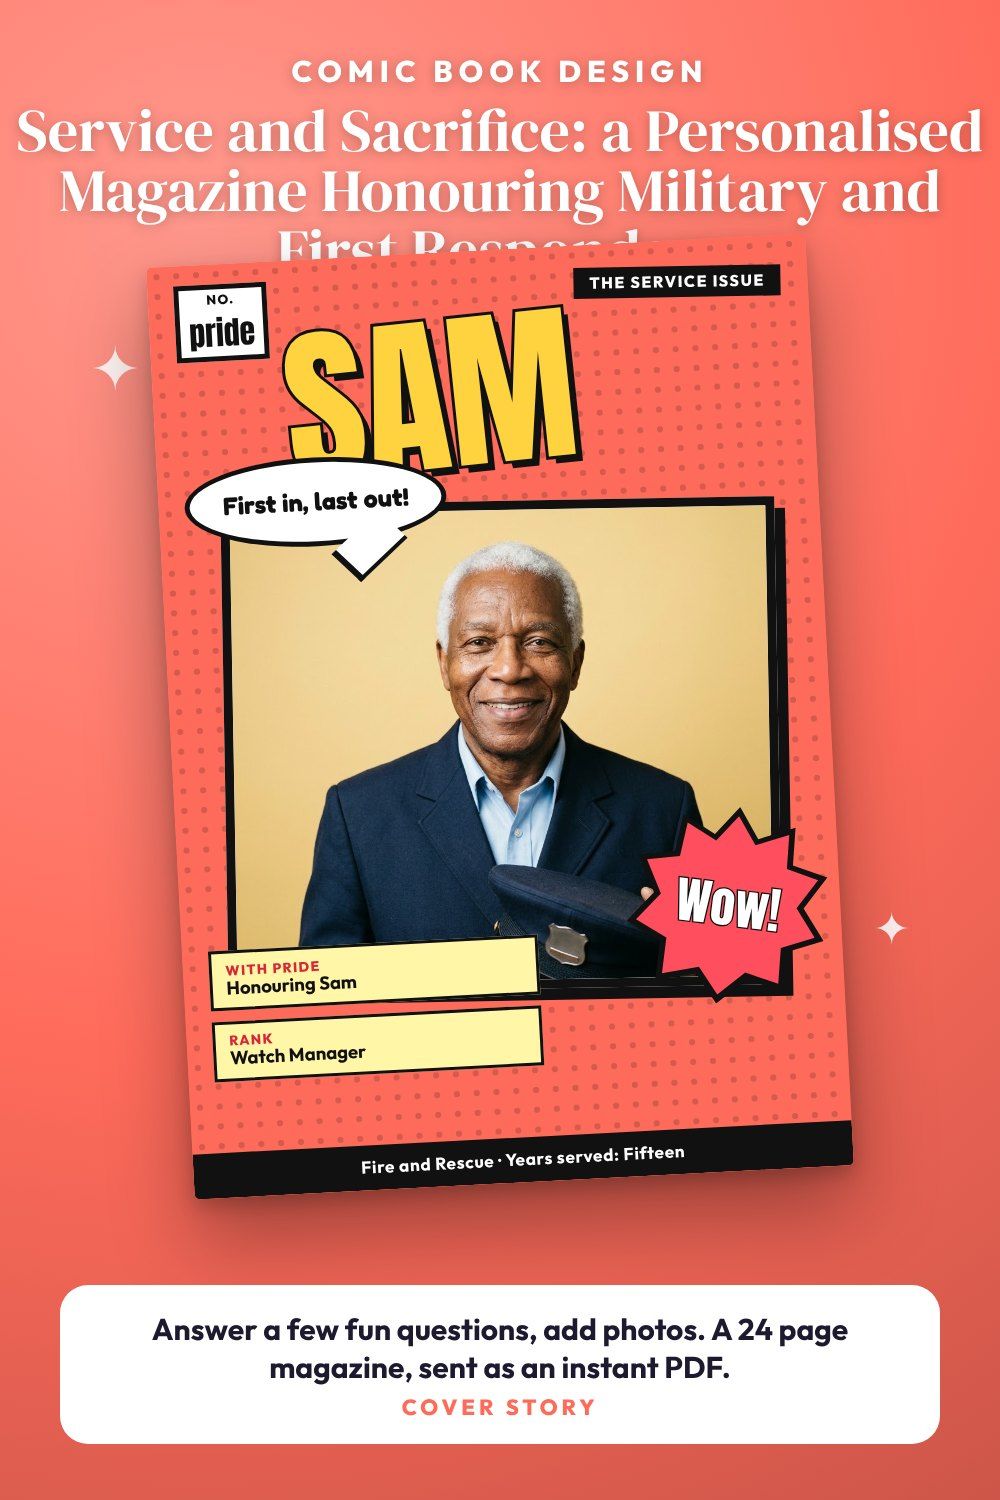 COMIC BOOK DESIGN
Service and Sacrifice: a Personalised
Magazine Honouring Military and
First
THE SERVICE ISSUE
NO.
pride
SAM
First in, last out!
Wow!
WITH PRIDE
Honouring Sam
RANK
Watch Manager
Fire and Rescue · Years served: Fifteen
Answer a few fun questions, add photos. A 24 page
magazine, sent as an instant PDF.
COVER STORY